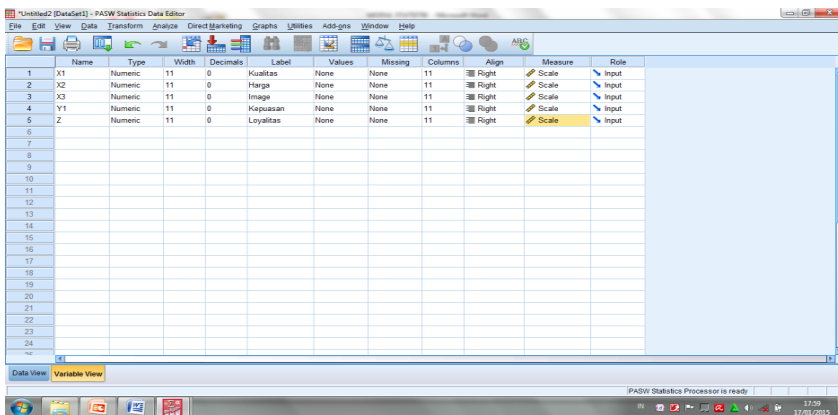 *Untitled2 [DataSet1] - PASW Statistics Data Editor
File Edit View Data Transform Analyze Direct Marketing Graphs Utilities Add-ons Window Help
Name Type Width Decimals Label Values Missing Columns Align Measure Role
1 X1 Numeric 11 0 Kualitas None None 11 Right Scale Input
2 X2 Numeric 11 0 Harga None None 11 Right Scale Input
3 X3 Numeric 11 0 Image None None 11 Right Scale Input
4 Y1 Numeric 11 0 Kepuasan None None 11 Right Scale Input
5 Z Numeric 11 0 Loyalitas None None 11 Right Scale Input
6
7
8
9
10
11
12
13
14
15
16
17
18
19
20
21
22
23
24
Data View Variable View
PASW Statistics Processor is ready
IN 17:59
17/01/2015